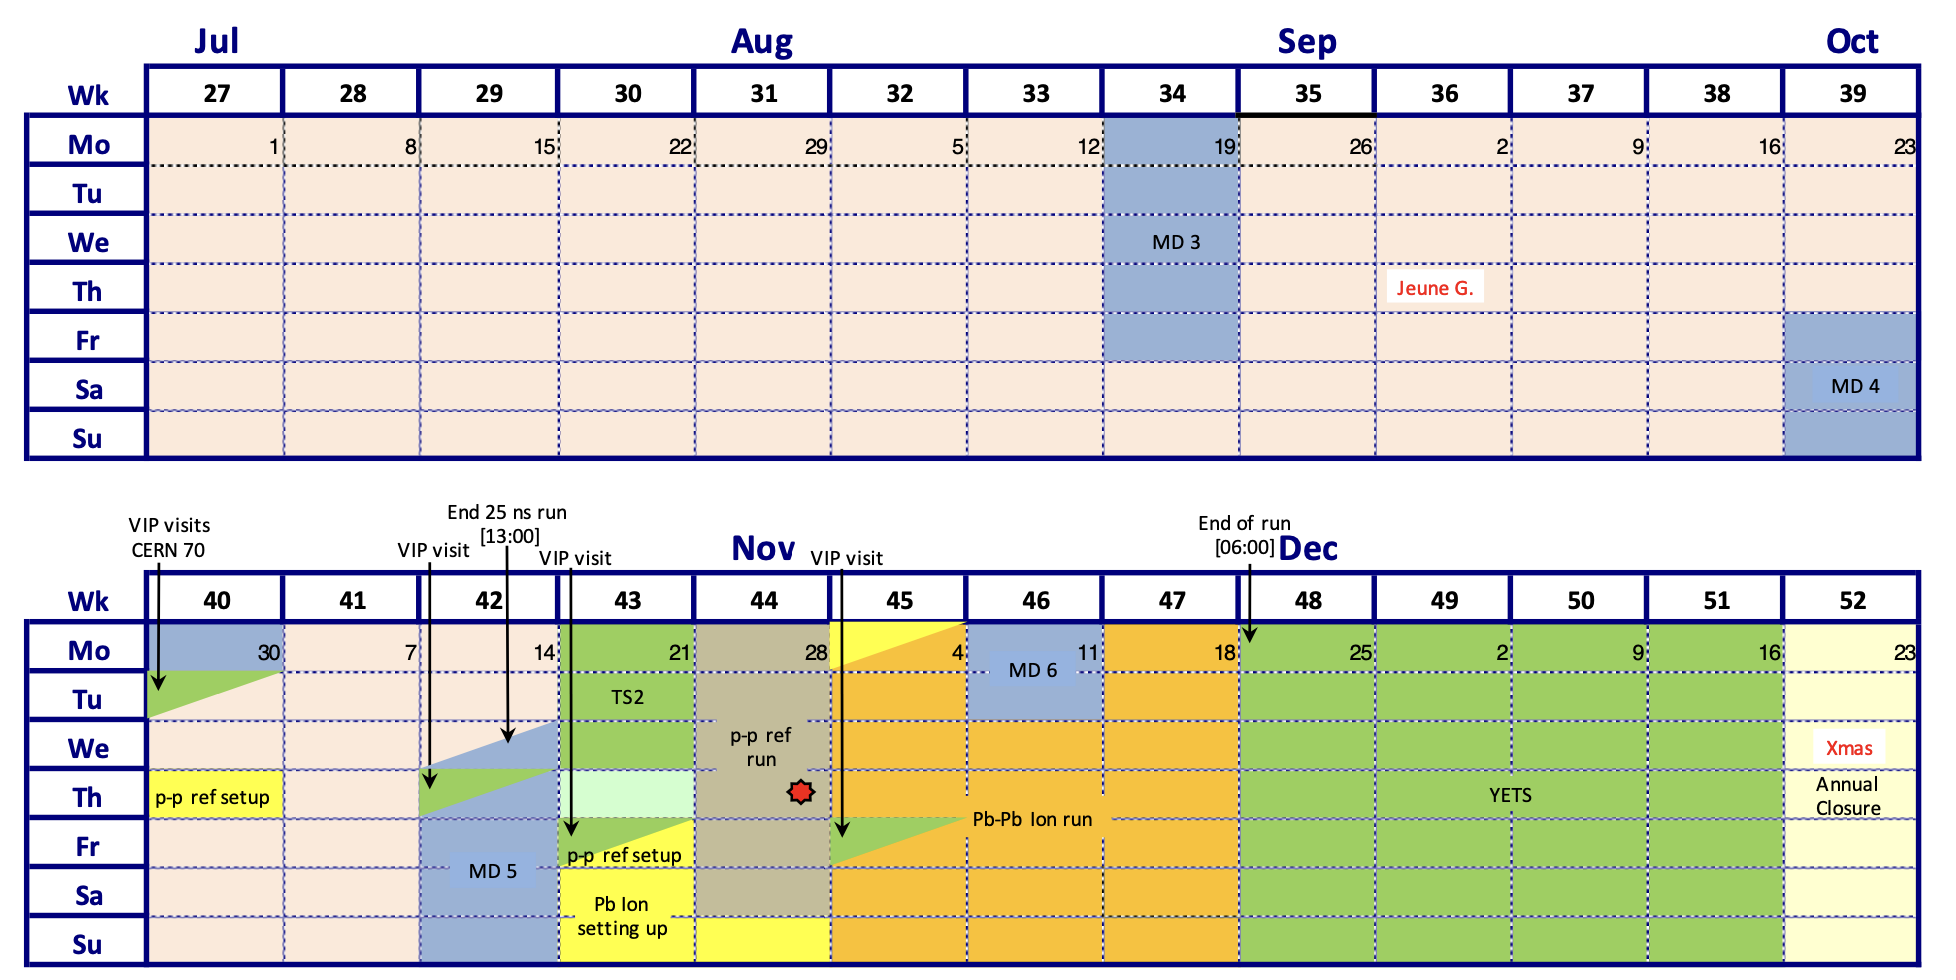 Jul Aug Sep Oct
Wk 27 28 29 30 31 32 33 34 35 36 37 38 39
Mo 1 8 15 22 29 5 12 19 26 2 9 16 23
Tu
We MD 3
Th Jeune G.
Fr
Sa MD 4
Su
VIP visits
CERN 70
VIP visit
End 25 ns run
[13:00]
VIP visit
Nov
VIP visit
End of run
[06:00]
Dec
Wk 40 41 42 43 44 45 46 47 48 49 50 51 52
Mo 30 7 14 21 28 4 11 18 25 2 9 16 23
MD 6
Tu TS2
We p-p ref
run
Xmas
Th p-p ref setup YETS
Annual
Closure
Pb-Pb Ion run
Fr p-p ref setup
MD 5
Sa Pb Ion
setting up
Su